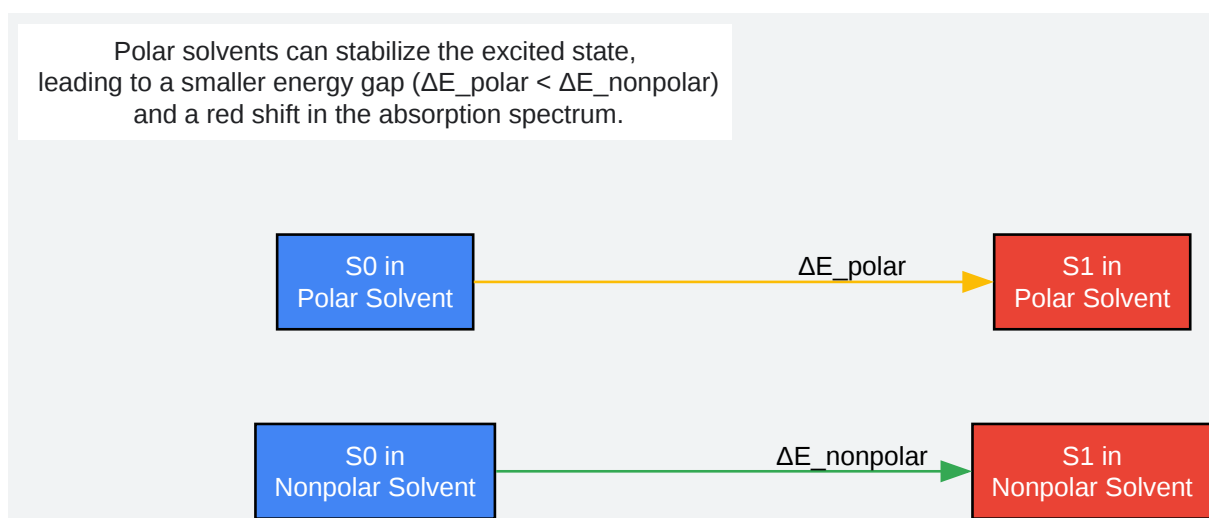 Polar solvents can stabilize the excited state,
leading to a smaller energy gap (ΔE_polar < ΔE_nonpolar)
and a red shift in the absorption spectrum.
S0 in
Polar Solvent
ΔE_polar
S1 in
Polar Solvent
S0 in
Nonpolar Solvent
ΔE_nonpolar
S1 in
Nonpolar Solvent